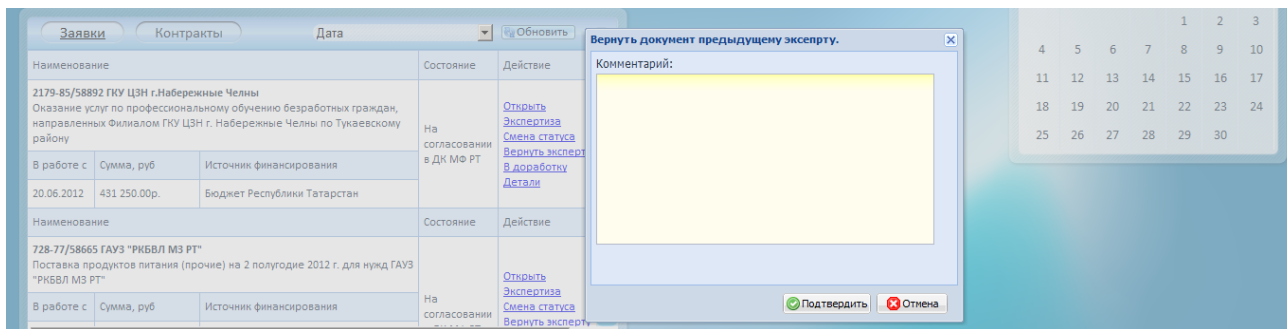 Заявки Контракты Дата Обновить
Наименование Состояние Действие
2179-85/58892 ГКУ ЦЗН г.Набережные Челны
Оказание услуг по профессиональному обучению безработных граждан,
направленных Филиалом ГКУ ЦЗН г. Набережные Челны по Тукаевскому
району
В работе с Сумма, руб Источник финансирования
20.06.2012 431 250.00р. Бюджет Республики Татарстан
На
согласовании
в ДК МФ РТ
Открыть
Экспертиза
Смена статуса
Вернуть эксперт
В доработку
Детали
Наименование Состояние Действие
728-77/58665 ГАУЗ "РКБВЛ МЗ РТ"
Поставка продуктов питания (прочие) на 2 полугодие 2012 г. для нужд ГАУЗ
"РКБВЛ МЗ РТ"
В работе с Сумма, руб Источник финансирования
На
согласовании
Открыть
Экспертиза
Смена статуса
Вернуть эксперту
Вернуть документ предыдущему эксепрту.
Комментарий:
Подтвердить Отмена
1 2 3
4 5 6 7 8 9 10
11 12 13 14 15 16 17
18 19 20 21 22 23 24
25 26 27 28 29 30